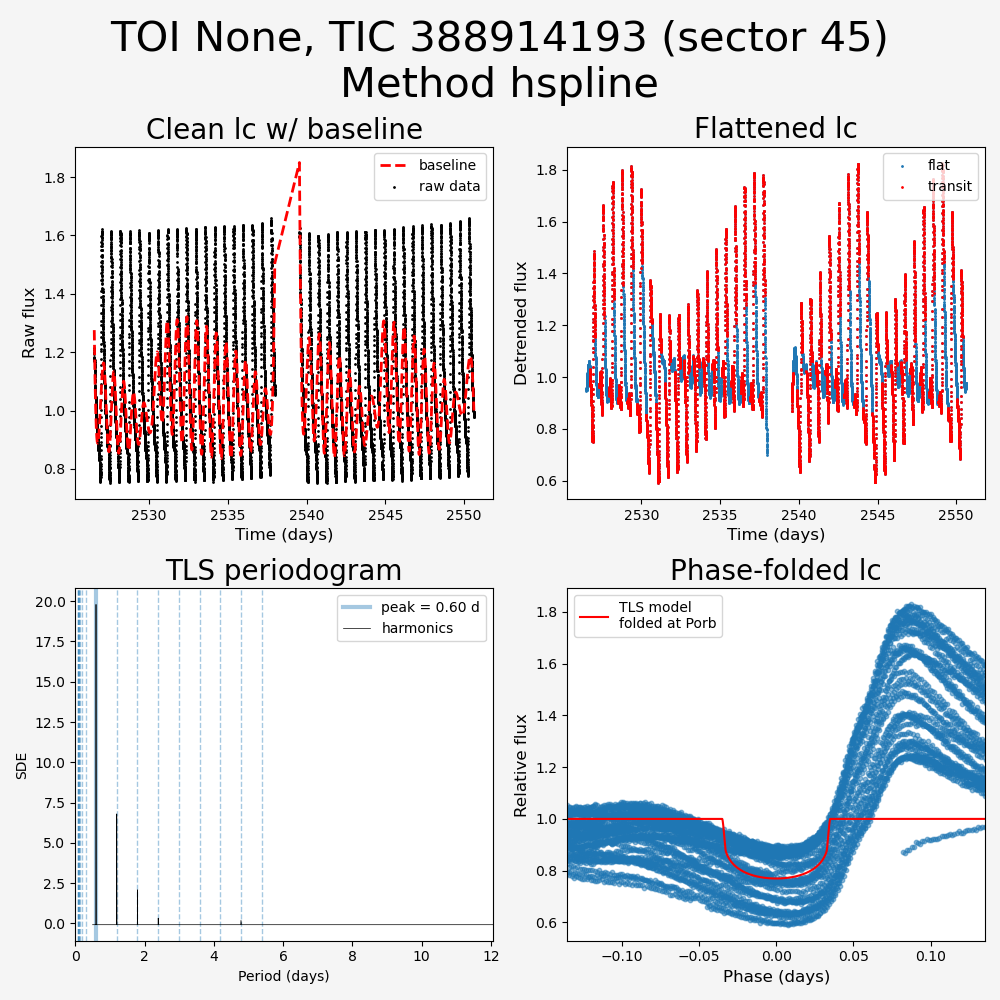 TOI None, TIC 388914193 (sector 45)
Method hspline
Clean lc w/ baseline
baseline
raw data
1.8
1.6
1.4
1.2
1.0
0.8
Raw flux
2530
2535
2540
2545
2550
Time (days)
Flattened lc
flat
transit
1.8
1.6
1.4
1.2
1.0
0.8
0.6
Detrended flux
2530
2535
2540
2545
2550
Time (days)
TLS periodogram
peak = 0.60 d
harmonics
20.0
17.5
15.0
12.5
10.0
7.5
5.0
2.5
0.0
SDE
0
2
4
6
8
10
12
Period (days)
Phase-folded lc
TLS model
folded at Porb
1.8
1.6
1.4
1.2
1.0
0.8
0.6
Relative flux
−0.10
−0.05
0.00
0.05
0.10
Phase (days)